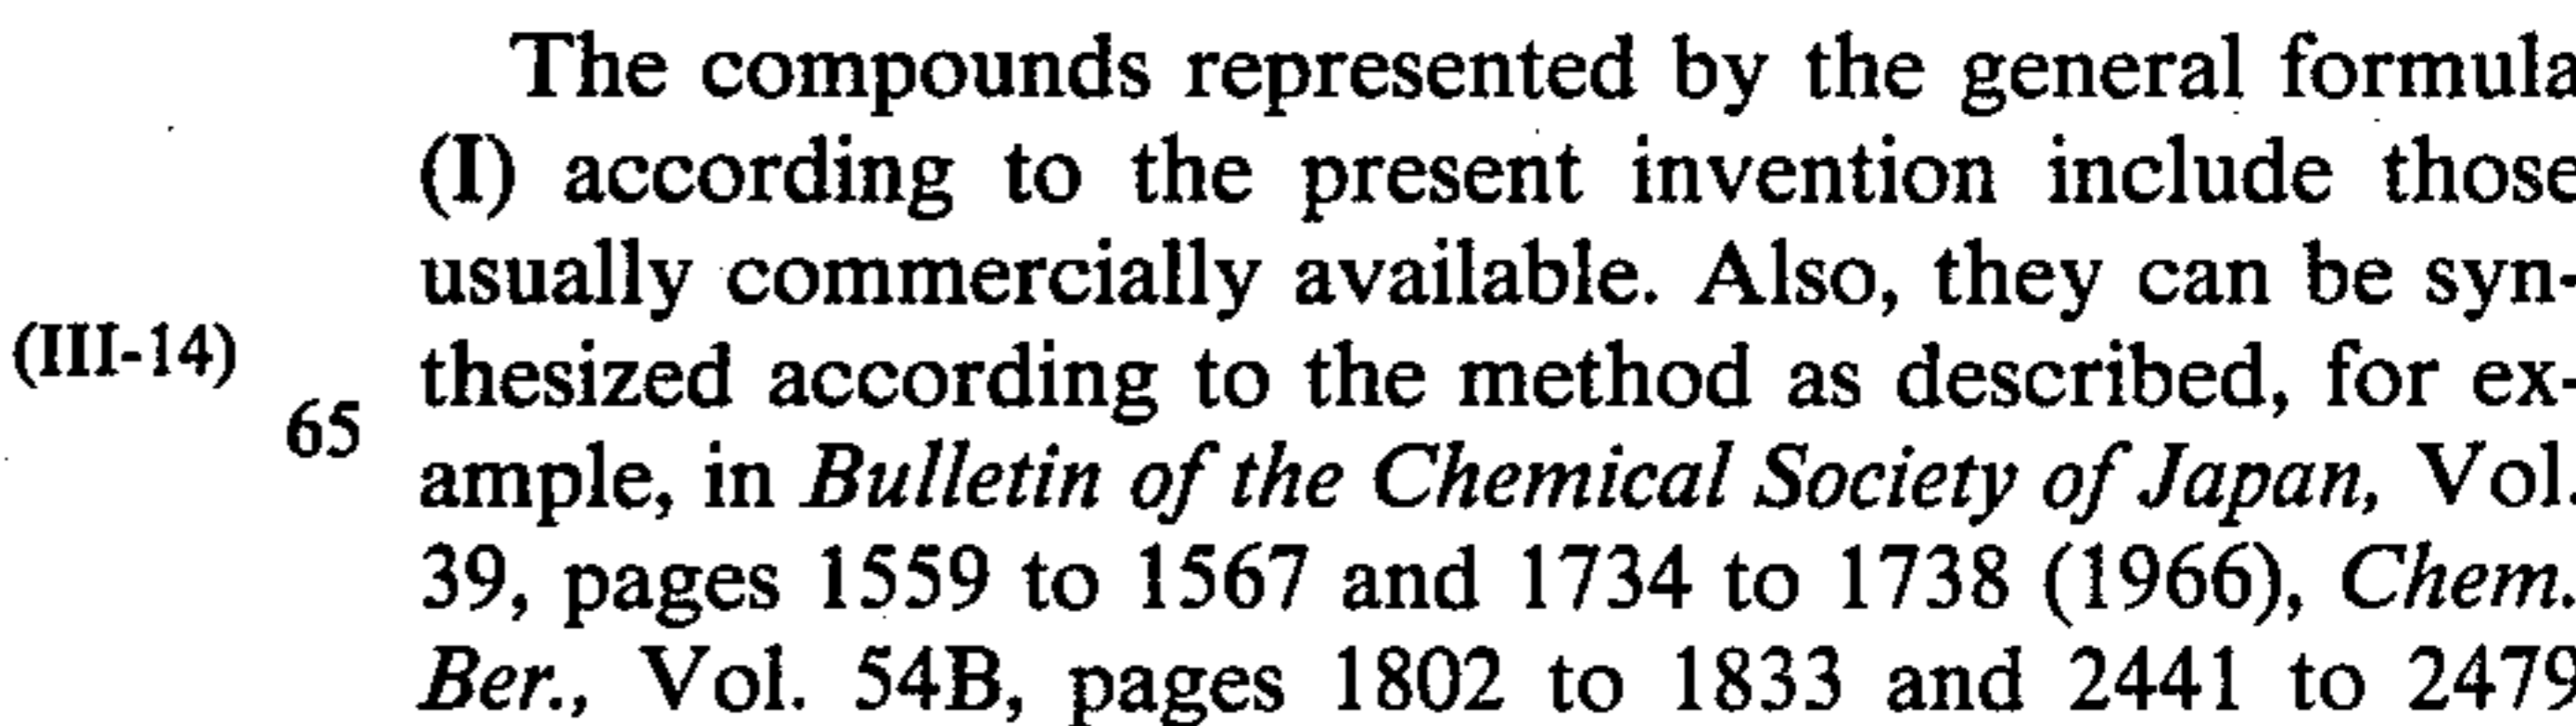 The compounds represented by the general formula
(I) according to the present invention include those
usually commercially available. Also, they can be syn-
(III-14)
thesized according to the method as described, for ex-
65
ample, in Bulletin of the Chemical Society of Japan, Vol.
39, pages 1559 to 1567 and 1734 to 1738 (1966), Chem.
Ber., Vol. 54B, pages 1802 to 1833 and 2441 to 2479